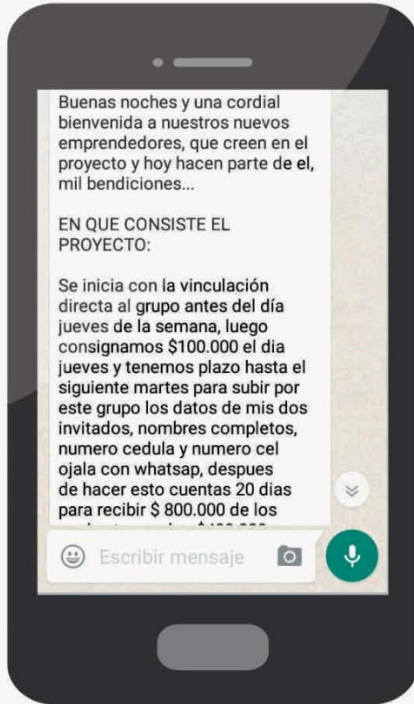 Buenas noches y una cordial
bienvenida a nuestros nuevos
emprendedores, que creen en el
proyecto y hoy hacen parte de el,
mil bendiciones...
EN QUE CONSISTE EL
PROYECTO:
Se inicia con la vinculación
directa al grupo antes del día
jueves de la semana, luego
consignamos $100.000 el dia
jueves y tenemos plazo hasta el
siguiente martes para subir por
este grupo los datos de mis dos
invitados, nombres completos,
numero cedula y numero cel
ojala con whatsap, despues
de hacer esto cuentas 20 dias
para recibir $ 800.000 de los
Escribir mensaje